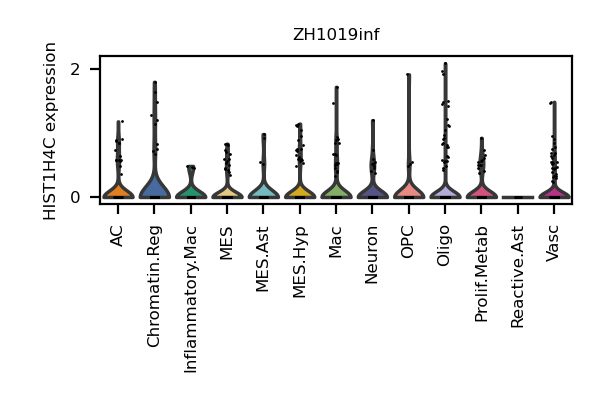 ZH1019inf
HIST1H4C expression
2
0
AC
Chromatin.Reg
Inflammatory.Mac
MES
MES.Ast
MES.Hyp
Mac
Neuron
OPC
Oligo
Prolif.Metab
Reactive.Ast
Vasc